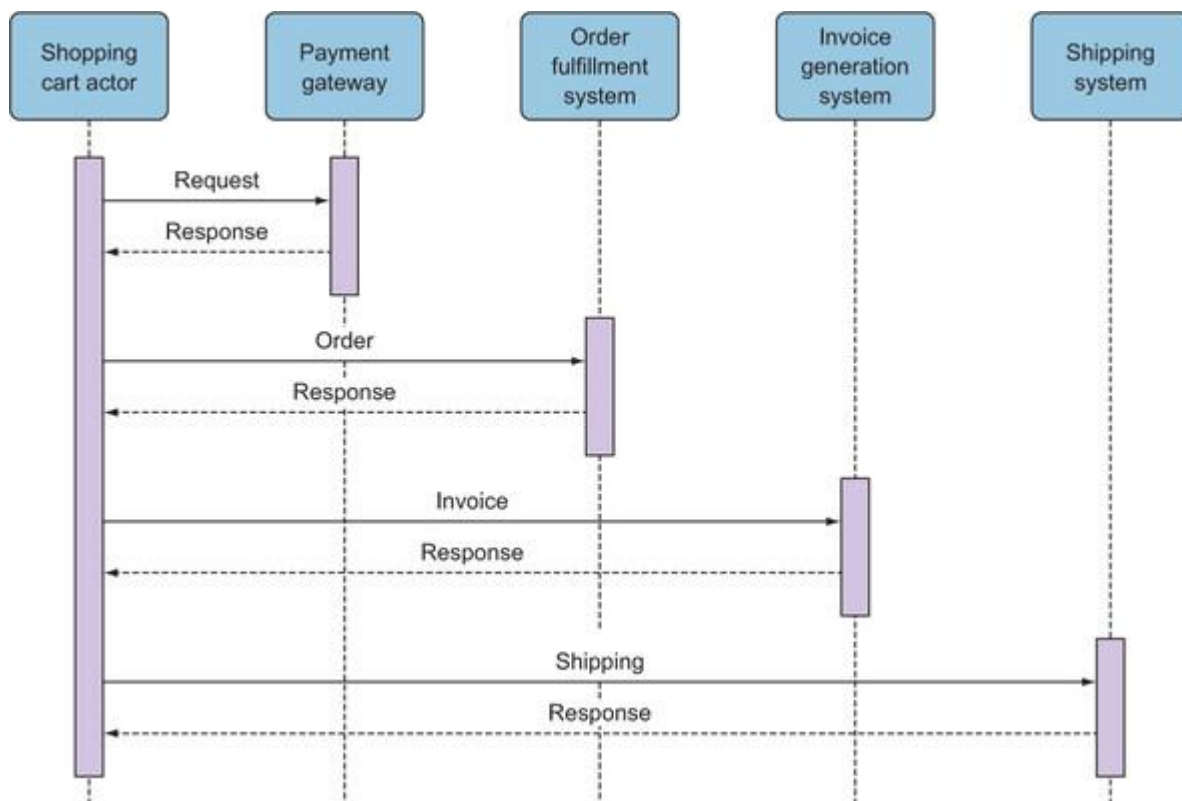 Shopping
cart actor
Payment
gateway
Order
fulfillment
system
Invoice
generation
system
Shipping
system
Request
Response
Order
Response
Invoice
Response
Shipping
Response